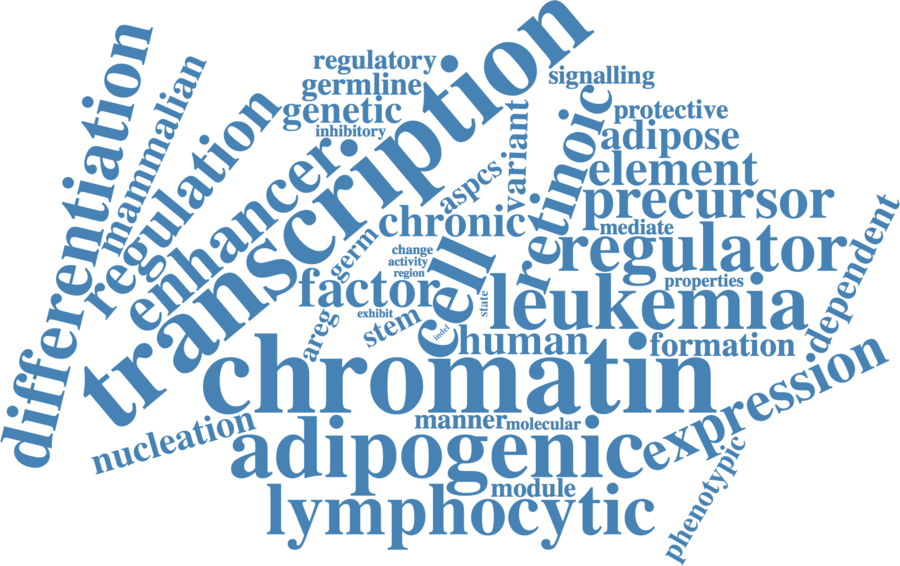 differentiation
mammalian
regulation
enhancer
transcription
regulatory
germline
genetic
inhibitory
signalling
variant
retinoic
protective
adipose
element
precursor
mediate
regulator
properties
dependent
aspcs
chronic
germ
change
activity
region
cell
factor
exhibit
areg
stem
indel
state
leukemia
human
formation
chromatin
expression
nucleation
manner
molecular
adipogenic
module
phenotypic
lymphocytic